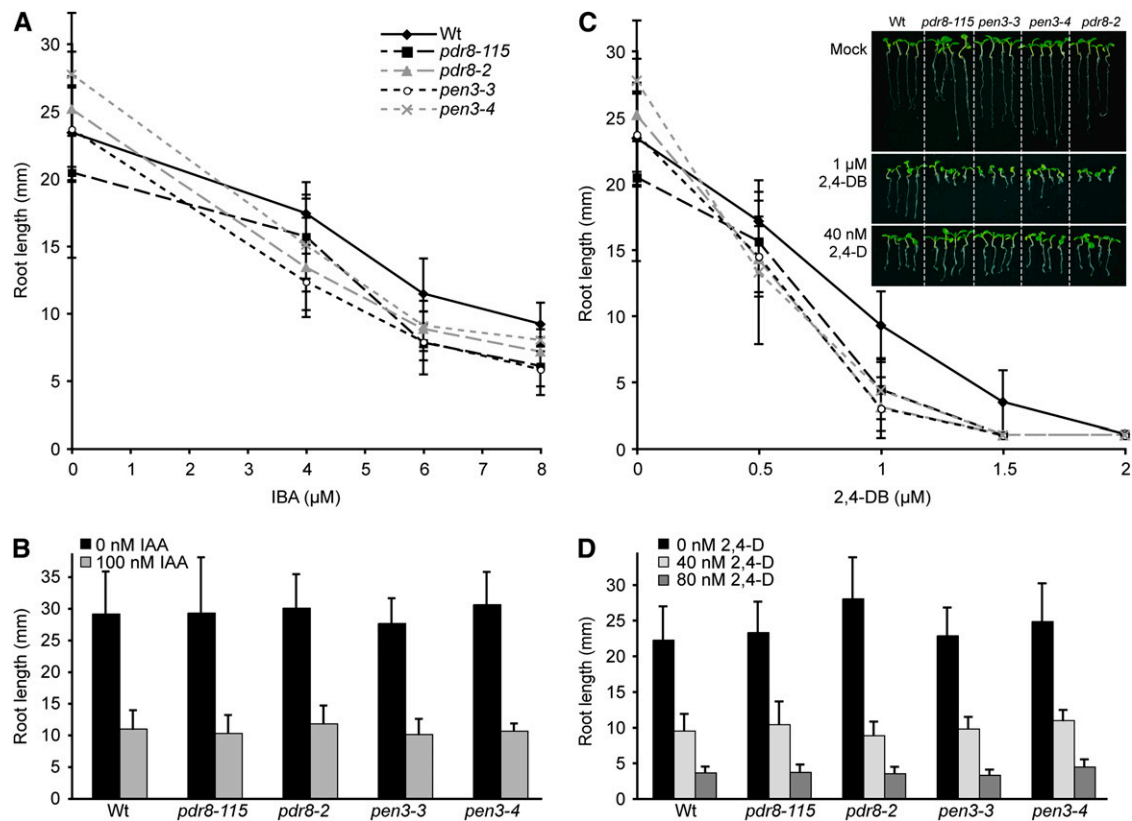 A
30
25
20
15
10
5
0
Root length (mm)
0 1 2 3 4 5 6 7 8
IBA (µM)
Wt
pdr8-115
pdr8-2
pen3-3
pen3-4
C
30
25
20
15
10
5
0
Root length (mm)
0 0.5 1 1.5 2
2,4-DB (µM)
Wt pdr8-115 pen3-3 pen3-4 pdr8-2
Mock
1 µM
2,4-DB
40 nM
2,4-D
B
0 nM IAA
100 nM IAA
35
30
25
20
15
10
5
0
Root length (mm)
Wt pdr8-115 pdr8-2 pen3-3 pen3-4
D
0 nM 2,4-D
40 nM 2,4-D
80 nM 2,4-D
35
30
25
20
15
10
5
0
Root length (mm)
Wt pdr8-115 pdr8-2 pen3-3 pen3-4